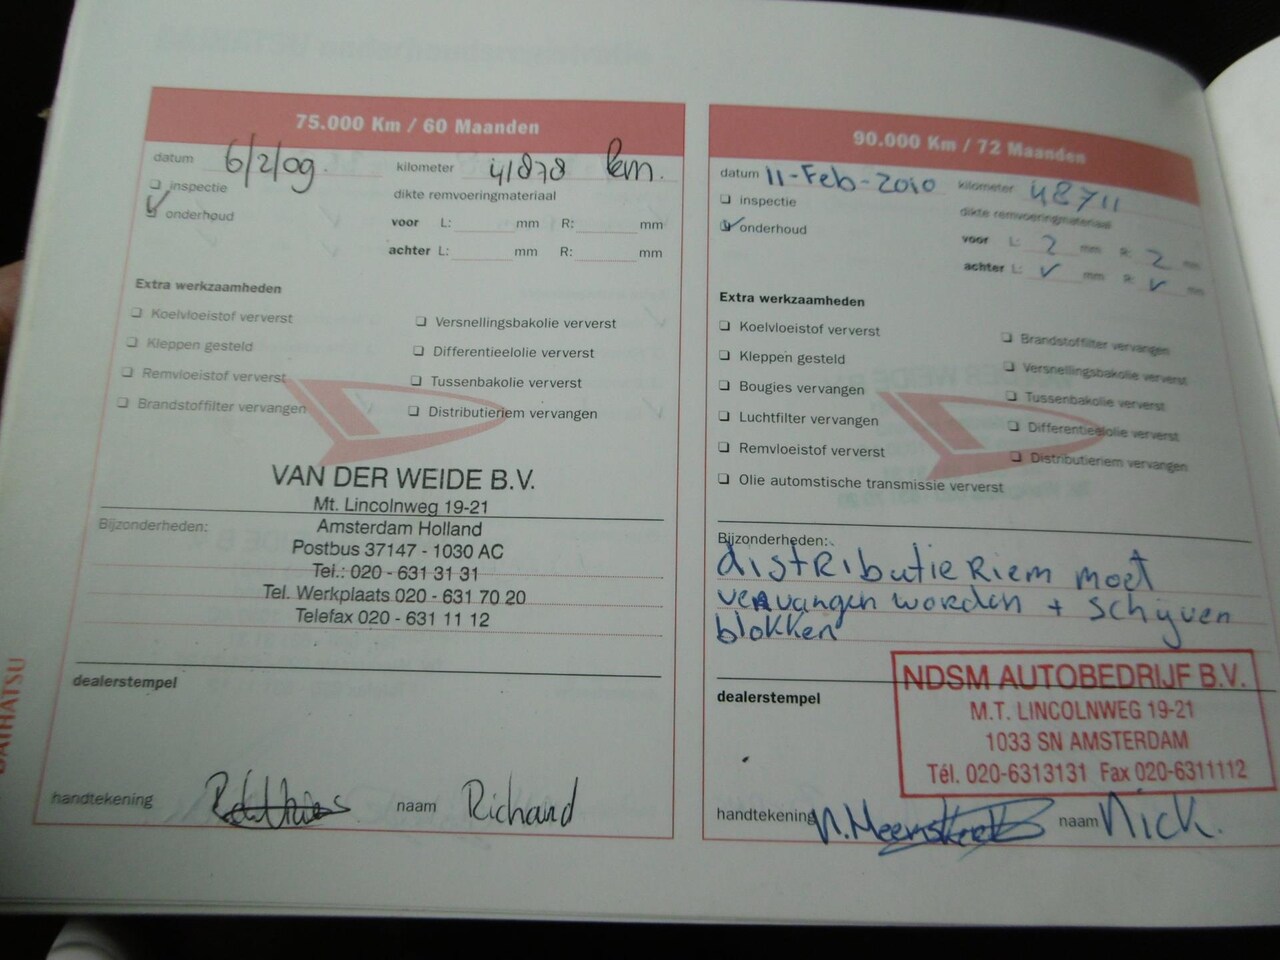 75.000 Km / 60 Maanden
datum 6/2/09. kilometer 41878 km.
inspectie dikte remvoeringmateriaal
onderhoud voor L: mm R: mm
achter L: mm R: mm
Extra werkzaamheden
Koelvloeistof ververst Versnellingsbakolie ververst
Kleppen gesteld Differentieelolie ververst
Remvloeistof ververst Tussenbakolie ververst
Brandstoffilter vervangen Distributieriem vervangen
VAN DER WEIDE B.V.
Mt. Lincolnweg 19-21
Bijzonderheden: Amsterdam Holland
Postbus 37147 - 1030 AC
Tel.: 020 - 631 31 31
Tel. Werkplaats 020 - 631 70 20
Telefax 020 - 631 11 12
dealerstempel
handtekening naam Richard
DAIHATSU
90.000 Km / 72 Maanden
datum 11-Feb-2010 kilometer 48711
inspectie dikte remvoeringmateriaal
onderhoud voor L: 2 mm R: 2 mm
achter L: ✓ mm R: ✓ mm
Extra werkzaamheden
Koelvloeistof ververst Brandstoffilter vervangen
Kleppen gesteld Versnellingsbakolie ververst
Bougies vervangen Tussenbakolie ververst
Luchtfilter vervangen Differentieelolie ververst
Remvloeistof ververst Distributieriem vervangen
Olie automstische transmissie ververst
Bijzonderheden:
distributie Riem moet
vervangen worden + schijven
blokken
NDSM AUTOBEDRIJF B.V.
dealerstempel M.T. LINCOLNWEG 19-21
1033 SN AMSTERDAM
Tél. 020-6313131 Fax 020-6311112
handtekening naam Nick.